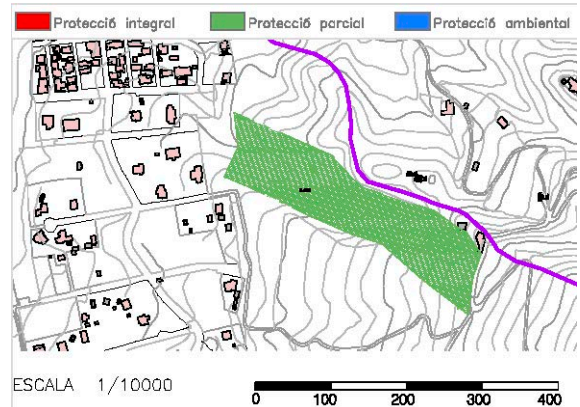 Protecció integral Protecció parcial Protecció ambiental
ESCALA 1/10000
0 100 200 300 400